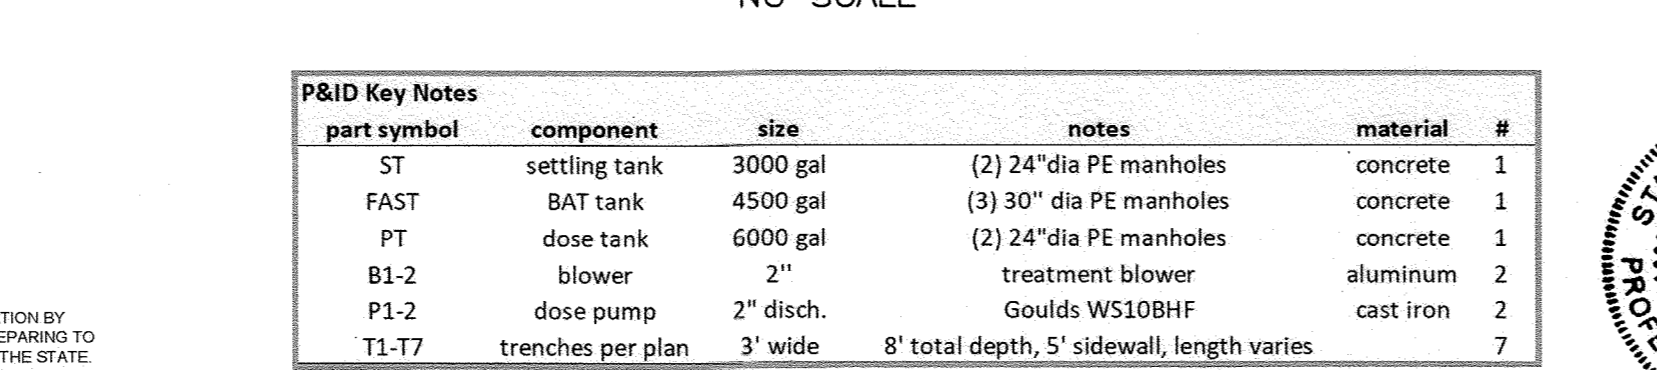 NO SCALE
P&ID Key Notes
part symbol component size notes material #
ST settling tank 3000 gal (2) 24"dia PE manholes concrete 1
FAST BAT tank 4500 gal (3) 30" dia PE manholes concrete 1
PT dose tank 6000 gal (2) 24"dia PE manholes concrete 1
B1-2 blower 2" treatment blower aluminum 2
P1-2 dose pump 2" disch. Goulds WS10BHF cast iron 2
T1-T7 trenches per plan 3' wide 8' total depth, 5' sidewall, length varies 7
TION BY
EPARING TO
THE STATE.